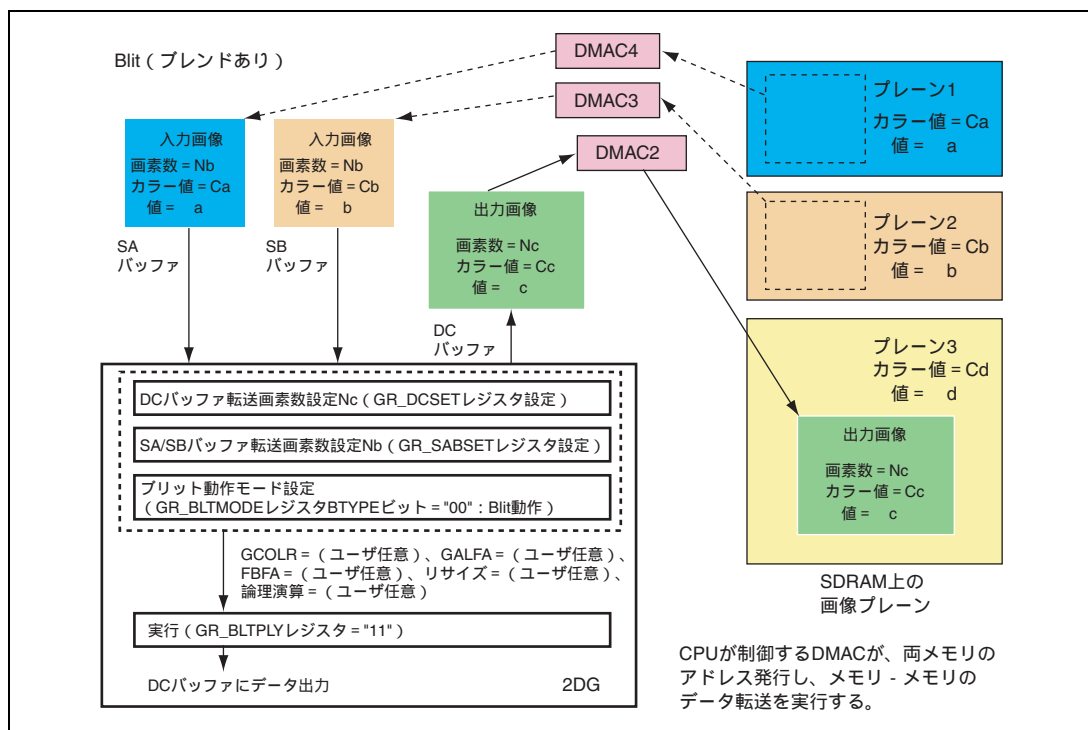 Blit（ブレンドあり）
DMAC4
DMAC3
DMAC2
プレーン1
カラー値 = Ca
値 = a
入力画像
画素数 = Nb
カラー値 = Ca
値 = a
入力画像
画素数 = Nb
カラー値 = Cb
値 = b
プレーン2
カラー値 = Cb
値 = b
出力画像
画素数 = Nc
カラー値 = Cc
値 = c
SA
バッファ
SB
バッファ
DC
バッファ
プレーン3
カラー値 = Cd
値 = d
出力画像
画素数 = Nc
カラー値 = Cc
値 = c
SDRAM上の
画像プレーン
DCバッファ転送画素数設定Nc（GR_DCSETレジスタ設定）
SA/SBバッファ転送画素数設定Nb（GR_SABSETレジスタ設定）
ブリット動作モード設定
（GR_BLTMODEレジスタBTYPEビット = "00"：Blit動作）
GCOLR =（ユーザ任意）、GALFA =（ユーザ任意）、
FBFA =（ユーザ任意）、リサイズ =（ユーザ任意）、
論理演算 =（ユーザ任意）
実行（GR_BLTPLYレジスタ = "11"）
DCバッファにデータ出力
2DG
CPUが制御するDMACが、両メモリの
アドレス発行し、メモリ - メモリの
データ転送を実行する。